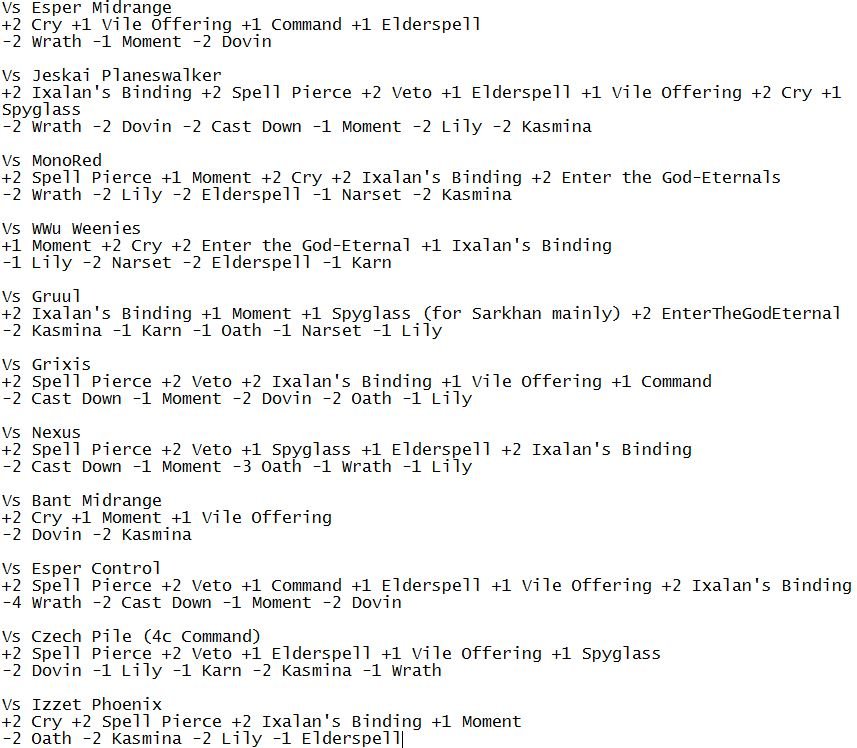 Vs Esper Midrange
+2 Cry +1 Vile Offering +1 Command +1 Elderspell
-2 Wrath -1 Moment -2 Dovin
Vs Jeskai Planeswalker
+2 Ixalan's Binding +2 Spell Pierce +2 Veto +1 Elderspell +1 Vile Offering +2 Cry +1
Spyglass
-2 Wrath -2 Dovin -2 Cast Down -1 Moment -2 Lily -2 Kasmina
Vs MonoRed
+2 Spell Pierce +1 Moment +2 Cry +2 Ixalan's Binding +2 Enter the God-Eternals
-2 Wrath -2 Lily -2 Elderspell -1 Narset -2 Kasmina
Vs WWu Weenies
+1 Moment +2 Cry +2 Enter the God-Eternal +1 Ixalan's Binding
-1 Lily -2 Narset -2 Elderspell -1 Karn
Vs Gruul
+2 Ixalan's Binding +1 Moment +1 Spyglass (for Sarkhan mainly) +2 EnterTheGodEternal
-2 Kasmina -1 Karn -1 Oath -1 Narset -1 Lily
Vs Grixis
+2 Spell Pierce +2 Veto +2 Ixalan's Binding +1 Vile Offering +1 Command
-2 Cast Down -1 Moment -2 Dovin -2 Oath -1 Lily
Vs Nexus
+2 Spell Pierce +2 Veto +1 Spyglass +1 Elderspell +2 Ixalan's Binding
-2 Cast Down -1 Moment -3 Oath -1 Wrath -1 Lily
Vs Bant Midrange
+2 Cry +1 Moment +1 Vile Offering
-2 Dovin -2 Kasmina
Vs Esper Control
+2 Spell Pierce +2 Veto +1 Command +1 Elderspell +1 Vile Offering +2 Ixalan's Binding
-4 Wrath -2 Cast Down -1 Moment -2 Dovin
Vs Czech Pile (4c Command)
+2 Spell Pierce +2 Veto +1 Elderspell +1 Vile Offering +1 Spyglass
-2 Dovin -1 Lily -1 Karn -2 Kasmina -1 Wrath
Vs Izzet Phoenix
+2 Cry +2 Spell Pierce +2 Ixalan's Binding +1 Moment
-2 Oath -2 Kasmina -2 Lily -1 Elderspell